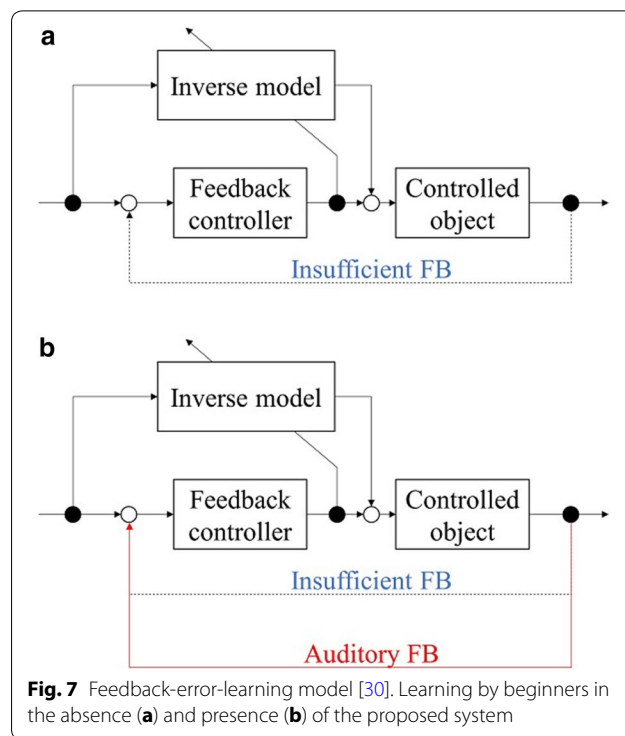 a
Inverse model
Feedback
controller
Controlled
object
Insufficient FB
b
Inverse model
Feedback
controller
Controlled
object
Insufficient FB
Auditory FB
Fig. 7 Feedback-error-learning model [30]. Learning by beginners in
the absence (a) and presence (b) of the proposed system